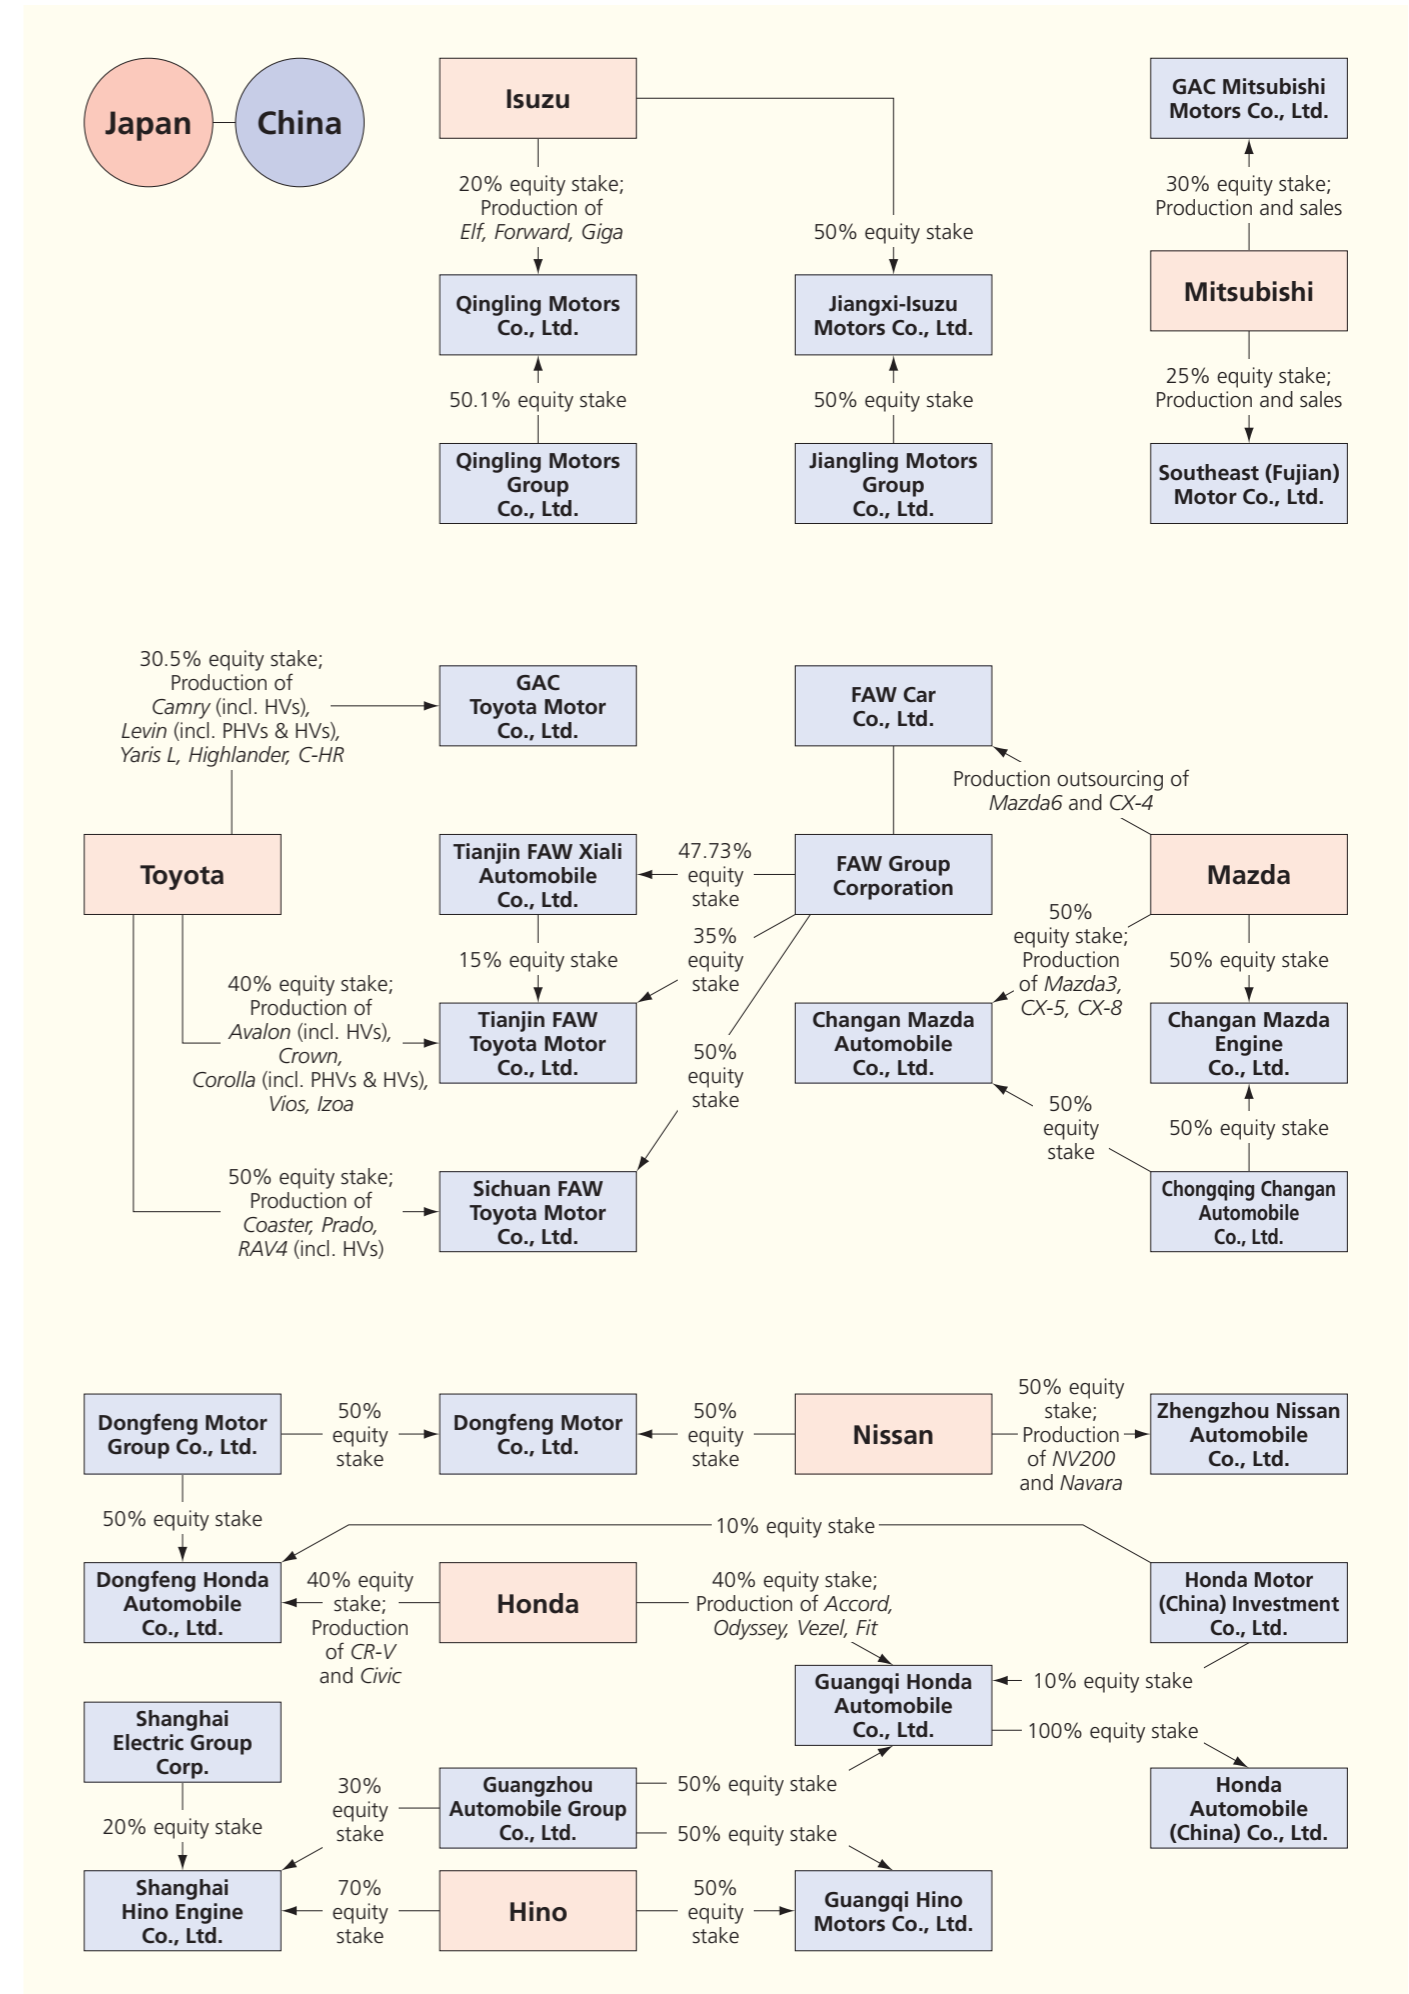 Japan
China
Isuzu
20% equity stake;
Production of
Elf, Forward, Giga
50% equity stake
Qingling Motors
Co., Ltd.
Jiangxi-Isuzu
Motors Co., Ltd.
50.1% equity stake
50% equity stake
Qingling Motors
Group
Co., Ltd.
Jiangling Motors
Group
Co., Ltd.
GAC Mitsubishi
Motors Co., Ltd.
30% equity stake;
Production and sales
Mitsubishi
25% equity stake;
Production and sales
Southeast (Fujian)
Motor Co., Ltd.
30.5% equity stake;
Production of
Camry (incl. HVs),
Levin (incl. PHVs & HVs),
Yaris L, Highlander, C-HR
GAC
Toyota Motor
Co., Ltd.
FAW Car
Co., Ltd.
Production outsourcing of
Mazda6 and CX-4
Toyota
Tianjin FAW Xiali
Automobile
Co., Ltd.
47.73%
equity
stake
FAW Group
Corporation
Mazda
15% equity stake
35%
equity
stake
50%
equity stake;
Production
of Mazda3,
CX-5, CX-8
50% equity stake
40% equity stake;
Production of
Avalon (incl. HVs),
Crown,
Corolla (incl. PHVs & HVs),
Vios, Izoa
Tianjin FAW
Toyota Motor
Co., Ltd.
50%
equity
stake
Changan Mazda
Automobile
Co., Ltd.
Changan Mazda
Engine
Co., Ltd.
50%
equity
stake
50% equity stake
50% equity stake;
Production of
Coaster, Prado,
RAV4 (incl. HVs)
Sichuan FAW
Toyota Motor
Co., Ltd.
Chongqing Changan
Automobile
Co., Ltd.
Dongfeng Motor
Group Co., Ltd.
50%
equity
stake
Dongfeng Motor
Co., Ltd.
50%
equity
stake
Nissan
50% equity
stake;
Production
of NV200
and Navara
Zhengzhou Nissan
Automobile
Co., Ltd.
50% equity stake
10% equity stake
Dongfeng Honda
Automobile
Co., Ltd.
40% equity
stake;
Production
of CR-V
and Civic
Honda
40% equity stake;
Production of Accord,
Odyssey, Vezel, Fit
Honda Motor
(China) Investment
Co., Ltd.
Guangqi Honda
Automobile
Co., Ltd.
10% equity stake
100% equity stake
Shanghai
Electric Group
Corp.
20% equity stake
30%
equity
stake
Guangzhou
Automobile Group
Co., Ltd.
50% equity stake
50% equity stake
Honda
Automobile
(China) Co., Ltd.
Shanghai
Hino Engine
Co., Ltd.
70%
equity
stake
Hino
50%
equity
stake
Guangqi Hino
Motors Co., Ltd.